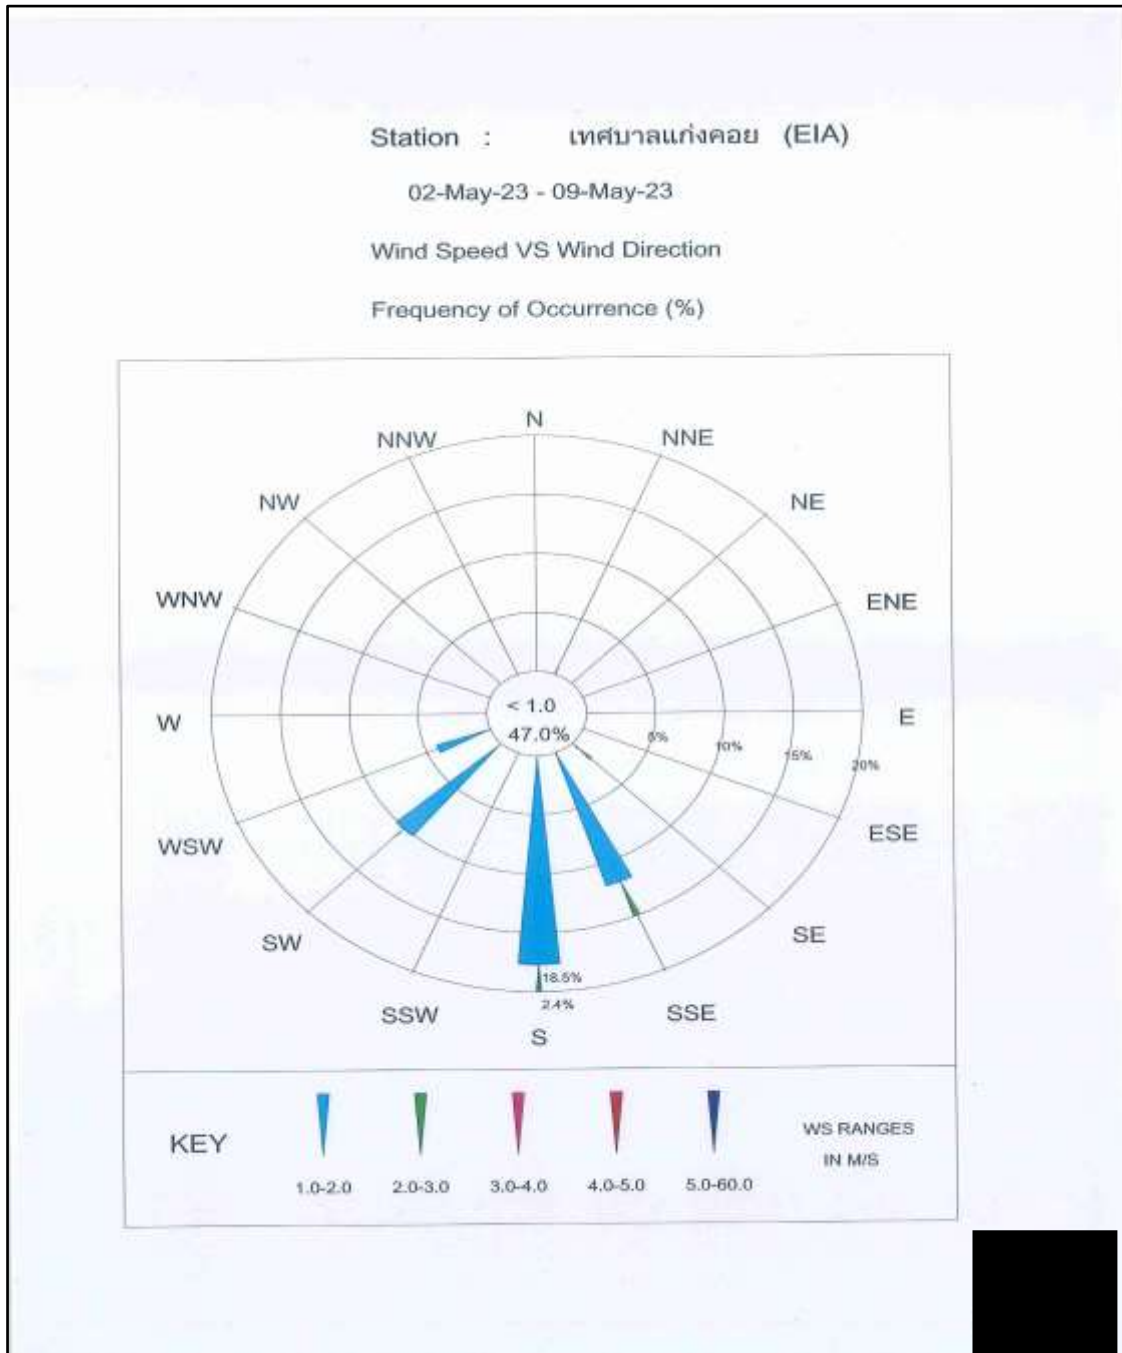 Station : เทศบาลแก่งคอย (EIA)
02-May-23 - 09-May-23
Wind Speed VS Wind Direction
Frequency of Occurrence (%)
N
NNW NNE
NW NE
WNW ENE
< 1.0
47.0%
W E
5% 10% 15% 20%
WSW ESE
SW SE
18.5%
2.4%
SSW SSE
S
KEY
1.0-2.0 2.0-3.0 3.0-4.0 4.0-5.0 5.0-60.0
WS RANGES
IN M/S